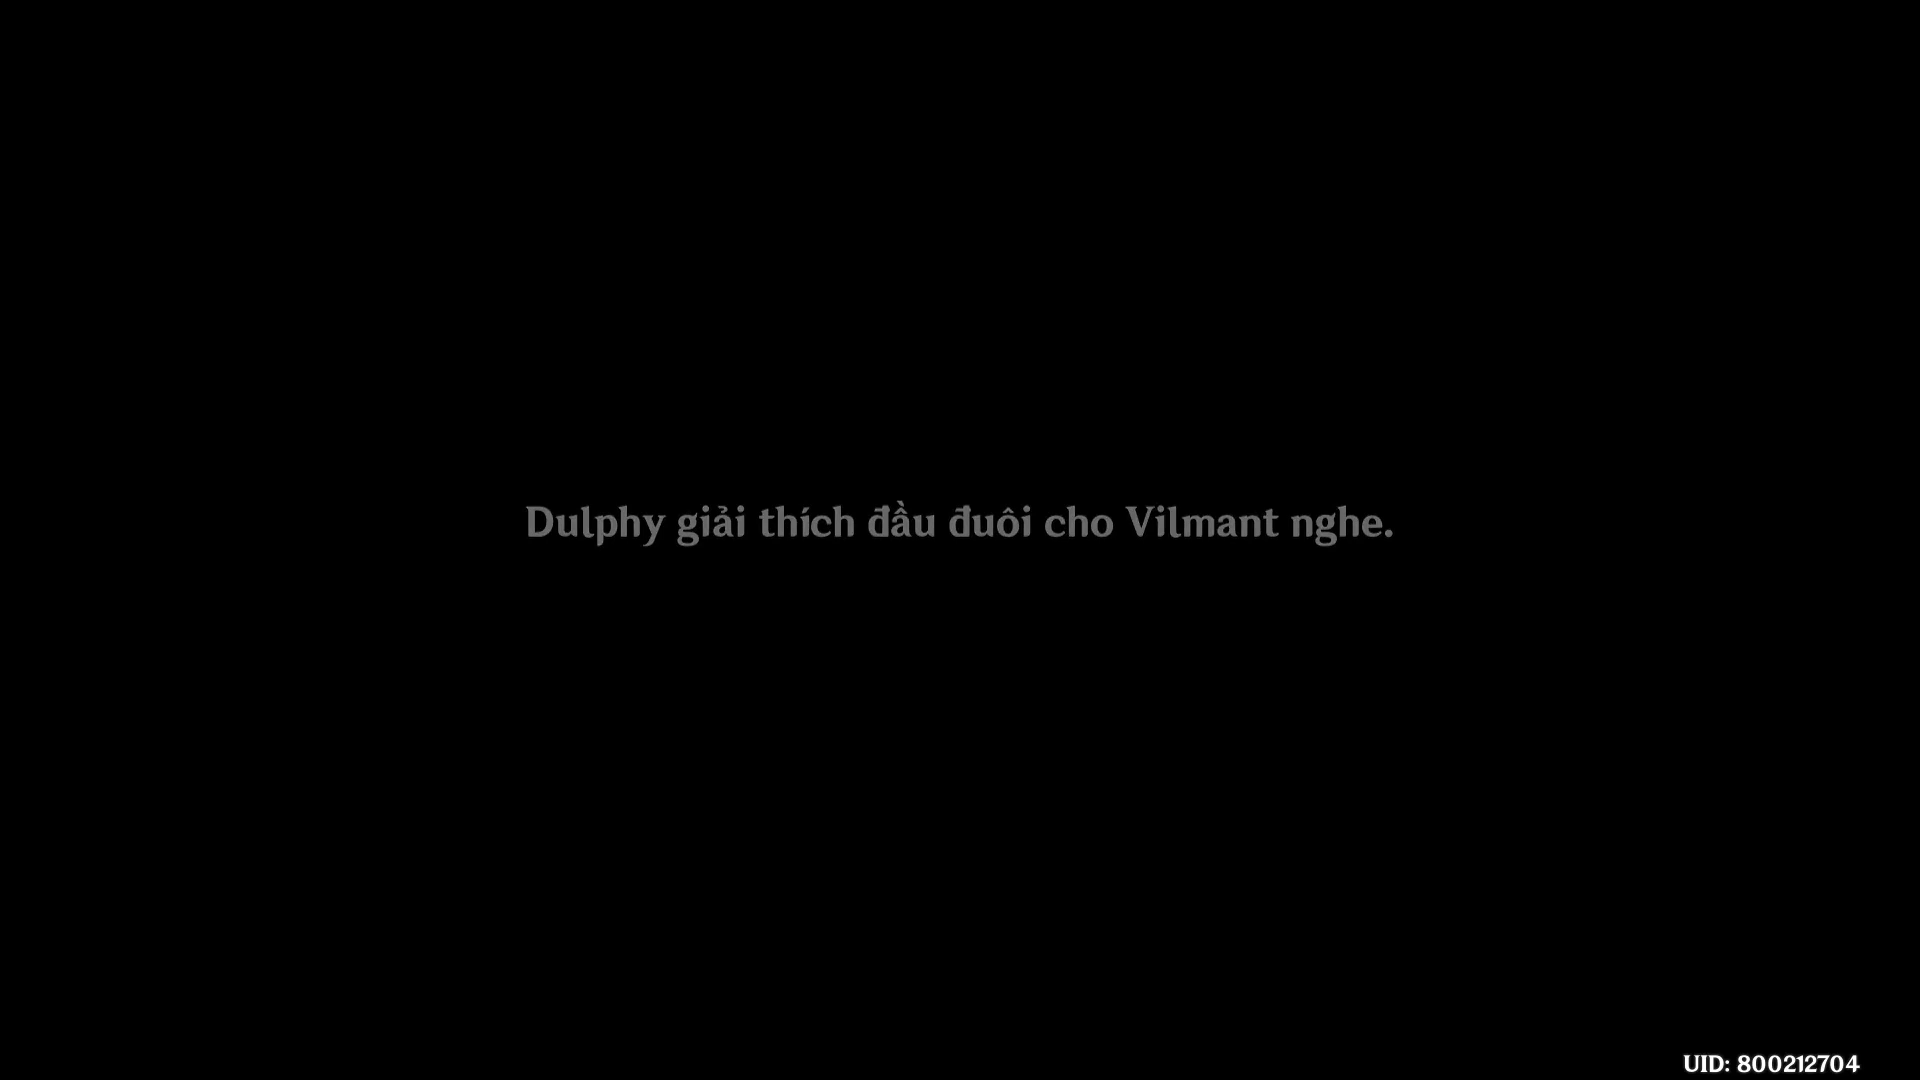 Dulphy giải thích đầu đuôi cho Vilmant nghe.
UID: 800212704